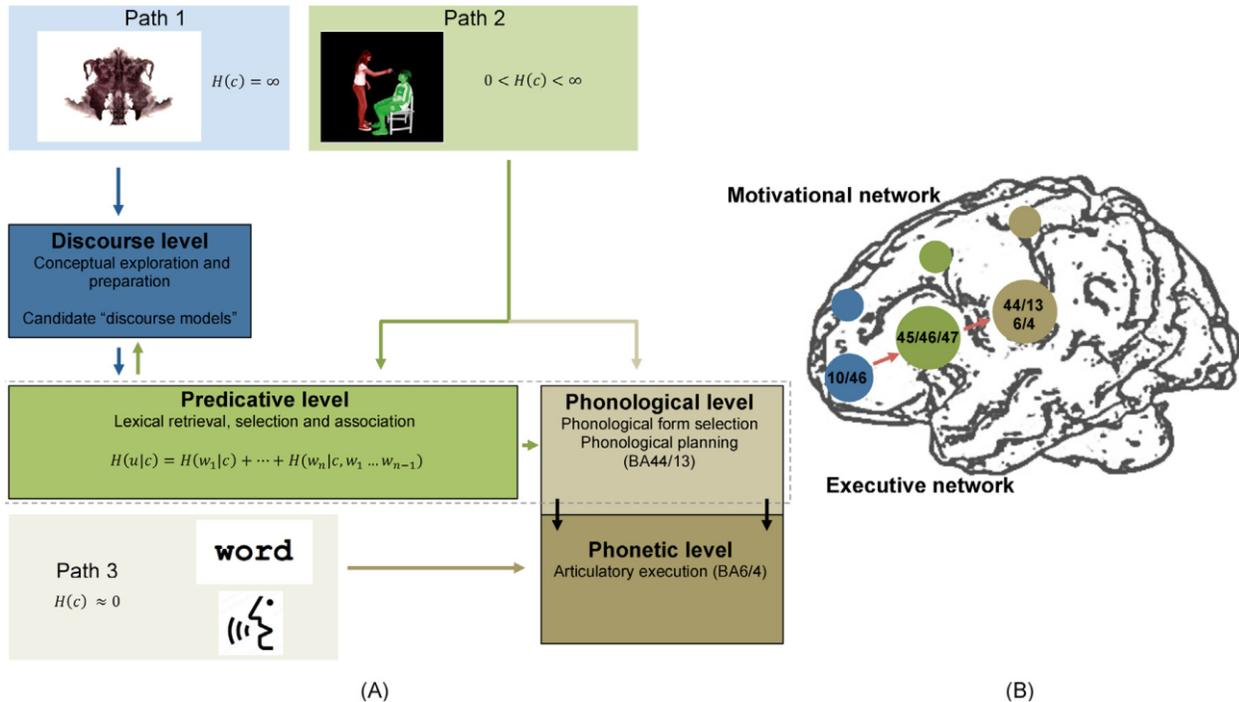 Path 1
H(c) = ∞
Path 2
0 < H(c) < ∞
Discourse level
Conceptual exploration and
preparation
Candidate “discourse models”
Predicative level
Lexical retrieval, selection and association
H(u|c) = H(w₁|c) + ⋯ + H(wₙ|c, w₁ … wₙ₋₁)
Phonological level
Phonological form selection
Phonological planning
(BA44/13)
Phonetic level
Articulatory execution (BA6/4)
Path 3
H(c) ≈ 0
word
(A)
Motivational network
44/13
6/4
45/46/47
10/46
Executive network
(B)